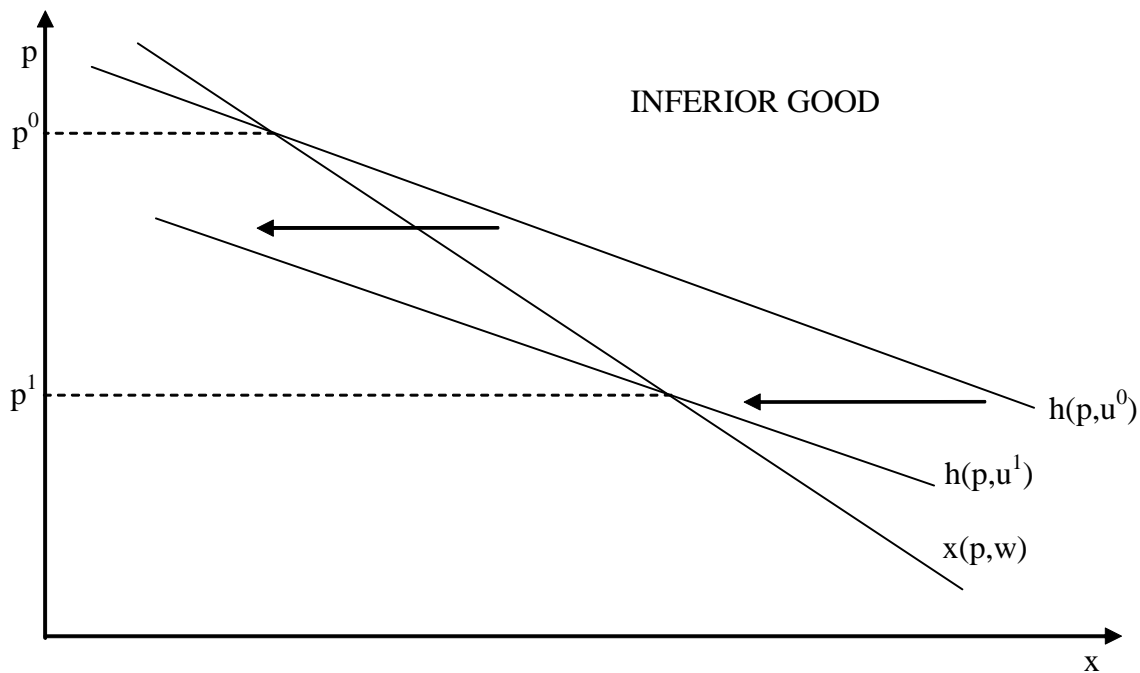 p
INFERIOR GOOD
p⁰
p¹
h(p,u⁰)
h(p,u¹)
x(p,w)
x